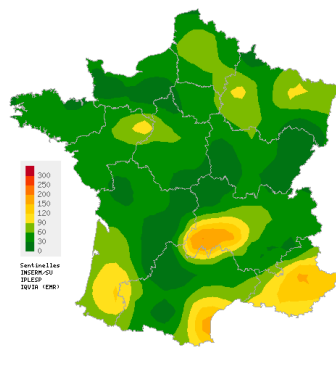 300
250
200
150
120
90
60
30
0
Sentinelles
INSERM/SU
IPLESP
IQVIA (EMR)